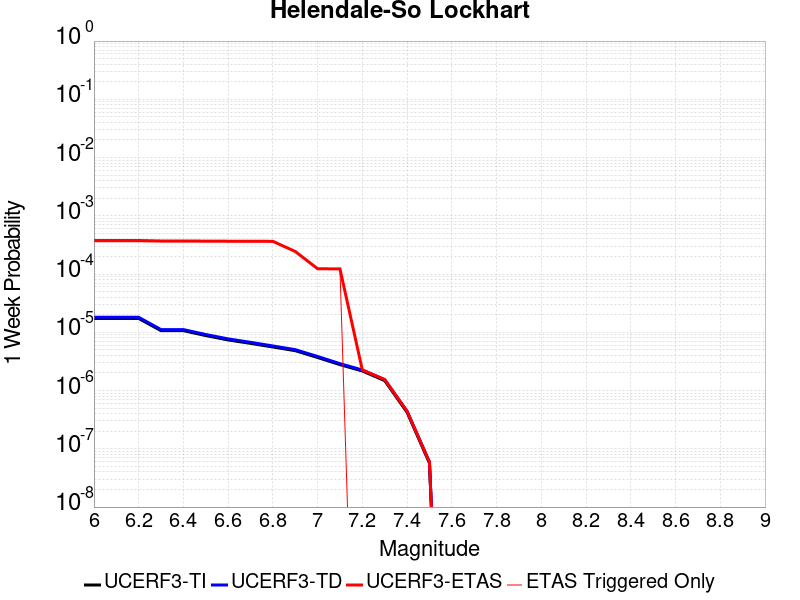 Helendale-So Lockhart
10^0
10^-1
10^-2
10^-3
10^-4
10^-5
10^-6
10^-7
10^-8
1 Week Probability
6 6.2 6.4 6.6 6.8 7 7.2 7.4 7.6 7.8 8 8.2 8.4 8.6 8.8 9
Magnitude
UCERF3-TI UCERF3-TD UCERF3-ETAS ETAS Triggered Only